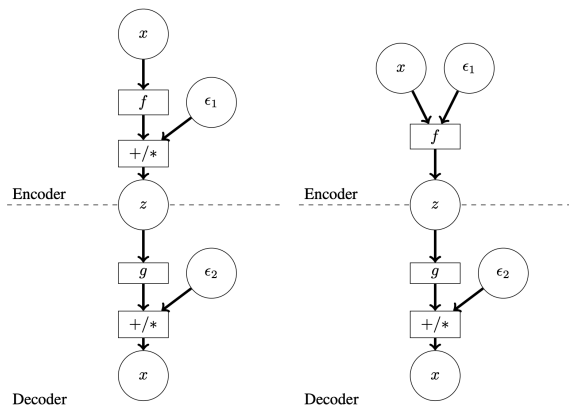 x
f
ϵ₁
+/∗
Encoder
z
g
ϵ₂
+/∗
x
Decoder
x
ϵ₁
f
Encoder
z
g
ϵ₂
+/∗
x
Decoder